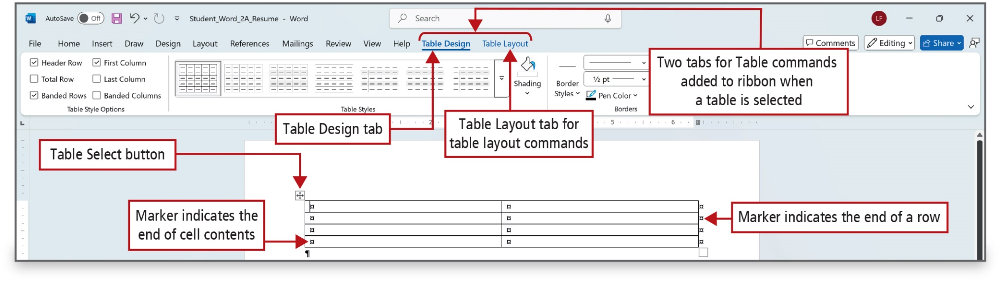 AutoSave Off Student_Word_2A_Resume - Word Search LF
File Home Insert Draw Design Layout References Mailings Review View Help Table Design Table Layout Comments Editing Share
Header Row First Column
Total Row Last Column
Banded Rows Banded Columns
Table Style Options
Table Styles
Shading
Border Styles
½ pt
Pen Color
Borders
Two tabs for Table commands
added to ribbon when
a table is selected
Table Design tab
Table Layout tab for
table layout commands
2 5 6
Table Select button
Marker indicates the
end of cell contents
Marker indicates the end of a row
¤ ¤ ¤
¤ ¤ ¤
¤ ¤ ¤
¤ ¤ ¤
¶